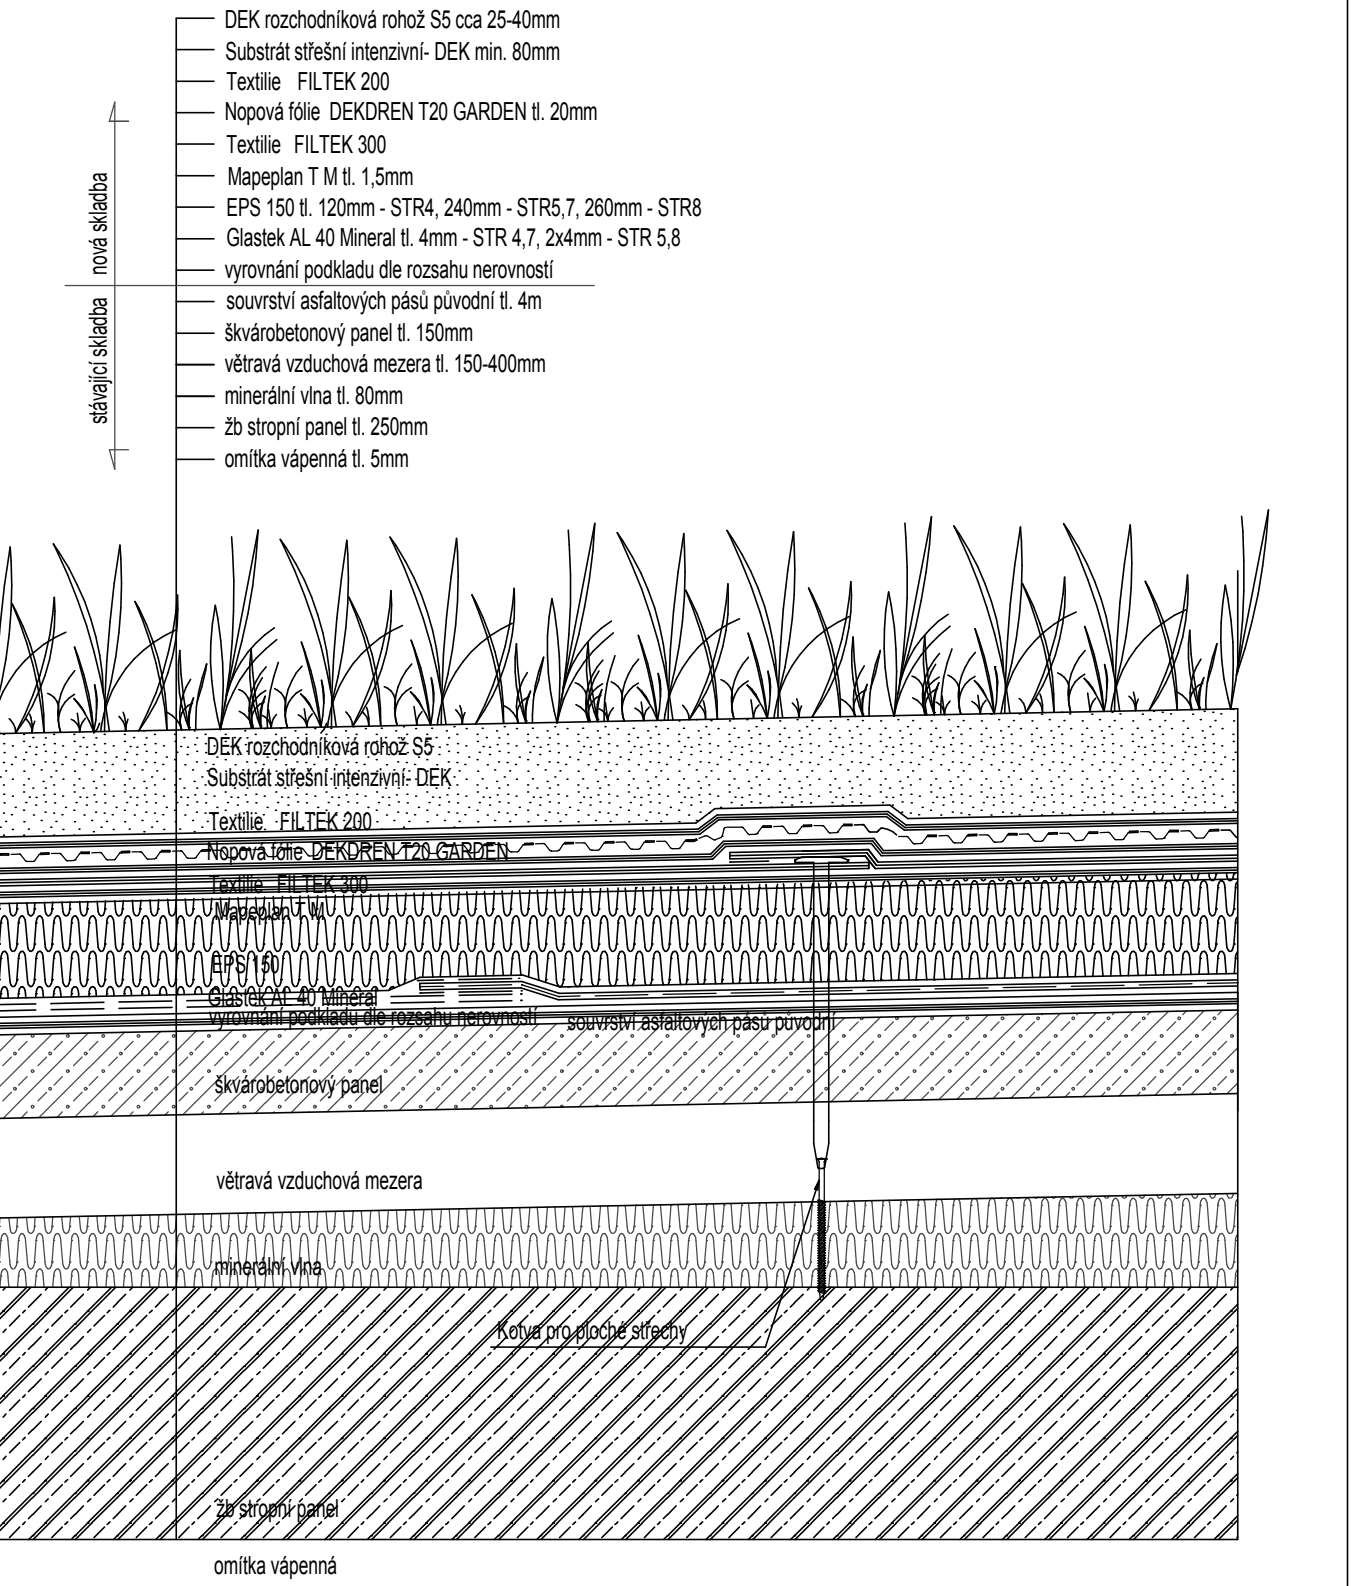 DEK rozchodníková rohož S5 cca 25-40mm
Substrát střešní intenzivní- DEK min. 80mm
Textilie FILTEK 200
Nopová fólie DEKDREN T20 GARDEN tl. 20mm
Textilie FILTEK 300
Mapeplan T M tl. 1,5mm
EPS 150 tl. 120mm - STR4, 240mm - STR5,7, 260mm - STR8
Glastek AL 40 Mineral tl. 4mm - STR 4,7, 2x4mm - STR 5,8
vyrovnání podkladu dle rozsahu nerovností
souvrství asfaltových pásů původní tl. 4m
škvárobetonový panel tl. 150mm
větravá vzduchová mezera tl. 150-400mm
minerální vlna tl. 80mm
žb stropní panel tl. 250mm
omítka vápenná tl. 5mm
nová skladba
stávající skladba
DEK rozchodníková rohož S5
Substrát střešní intenzivní- DEK
Textilie FILTEK 200
Nopová fólie DEKDREN T20 GARDEN
Textilie FILTEK 300
Mapeplan T M
EPS 150
Glastek AL 40 Mineral
vyrovnání podkladu dle rozsahu nerovností
souvrství asfaltových pásů původní
škvárobetonový panel
větravá vzduchová mezera
minerální vlna
Kotva pro ploché střechy
žb stropní panel
omítka vápenná